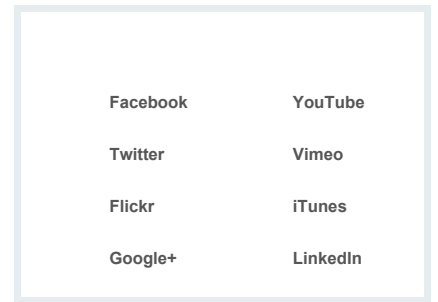 Facebook YouTube
Twitter Vimeo
Flickr iTunes
Google+ LinkedIn